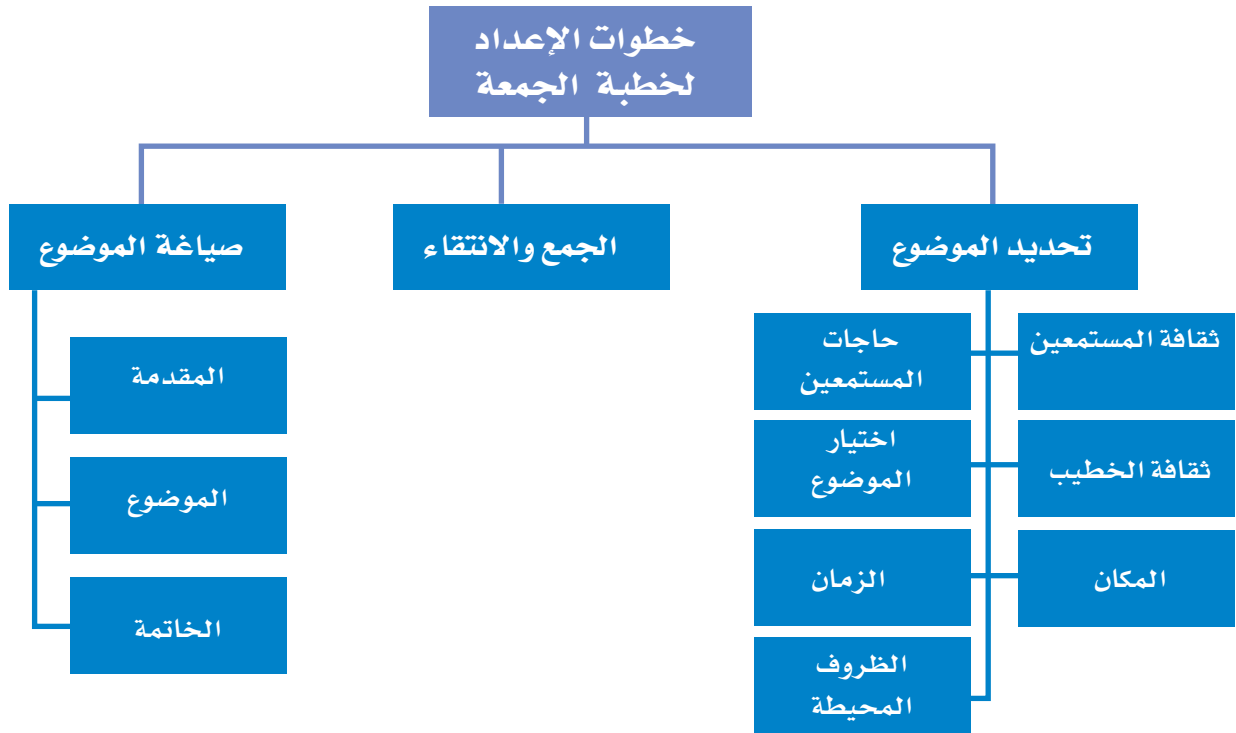 خطوات الإعداد
لخطبة الجمعة
تحديد الموضوع
الجمع والانتقاء
صياغة الموضوع
ثقافة المستمعين
حاجات
المستمعين
ثقافة الخطيب
اختيار
الموضوع
المكان
الزمان
الظروف
المحيطة
المقدمة
الموضوع
الخاتمة